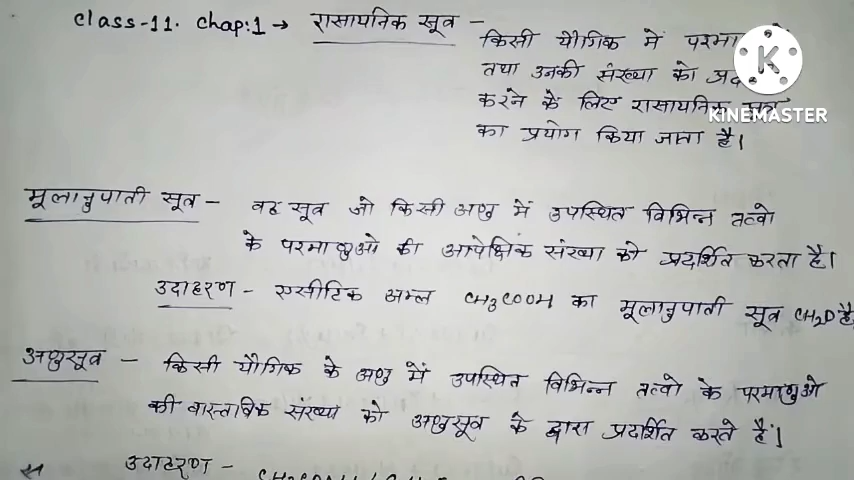 class-11. chap:1 → रासायनिक सूत्र -
किसी यौगिक में
तथा उनकी संख्या को
करने के लिए रासायनिक
का प्रयोग किया जाता है।
KINEMASTER
मूलानुपाती सूत्र - वह सूत्र जो किसी अणु में उपस्थित विभिन्न तत्वो
के परमाणुओ की आपेक्षिक संख्या को प्रदर्शित करता है।
उदाहरण - एसीटिक अम्ल CH3COOH का मूलानुपाती सूत्र CH2O है
अणुसूत्र - किसी यौगिक के अणु में उपस्थित विभिन्न तत्वो के परमाणुओ
की वास्तविक संख्या को अणुसूत्र के द्वारा प्रदर्शित करते है।
उदाहरण -